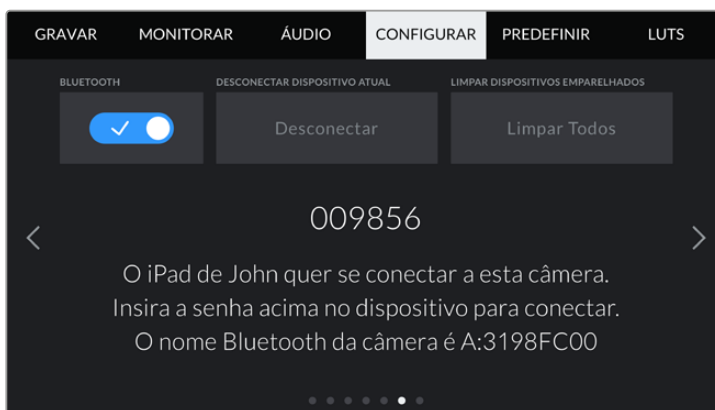 GRAVAR MONITORAR ÁUDIO CONFIGURAR PREDEFINIR LUTS
BLUETOOTH DESCONECTAR DISPOSITIVO ATUAL LIMPAR DISPOSITIVOS EMPARELHADOS
Desconectar Limpar Todos
009856
O iPad de John quer se conectar a esta câmera.
Insira a senha acima no dispositivo para conectar.
O nome Bluetooth da câmera é A:3198FC00